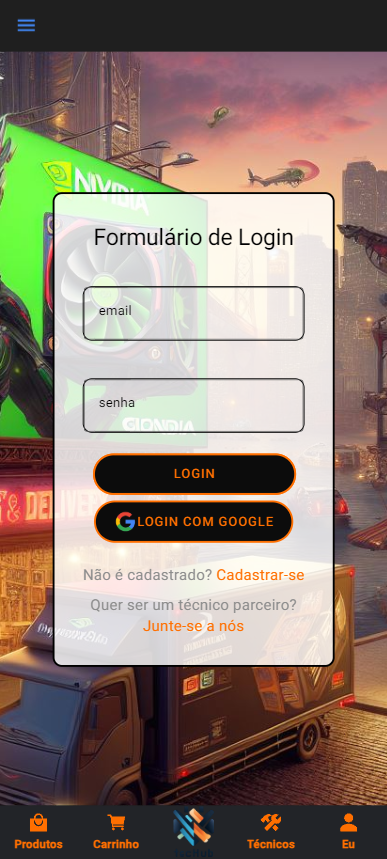 NVIDIA
Formulário de Login
email
senha
LOGIN
LOGIN COM GOOGLE
Não é cadastrado? Cadastrar-se
Quer ser um técnico parceiro?
Junte-se a nós
Produtos
Carrinho
Técnicos
Eu